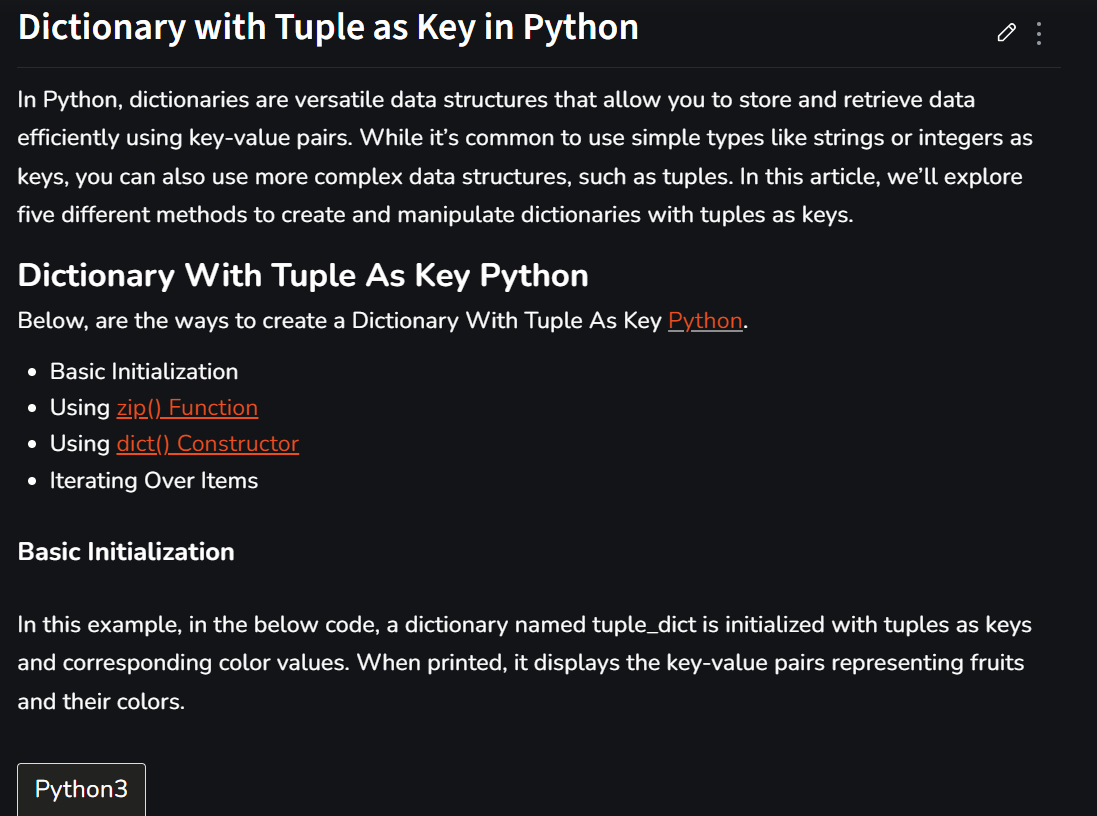 Dictionary with Tuple as Key in Python
In Python, dictionaries are versatile data structures that allow you to store and retrieve data
efficiently using key-value pairs. While it’s common to use simple types like strings or integers as
keys, you can also use more complex data structures, such as tuples. In this article, we’ll explore
five different methods to create and manipulate dictionaries with tuples as keys.
Dictionary With Tuple As Key Python
Below, are the ways to create a Dictionary With Tuple As Key Python.
• Basic Initialization
• Using zip() Function
• Using dict() Constructor
• Iterating Over Items
Basic Initialization
In this example, in the below code, a dictionary named tuple_dict is initialized with tuples as keys
and corresponding color values. When printed, it displays the key-value pairs representing fruits
and their colors.
Python3